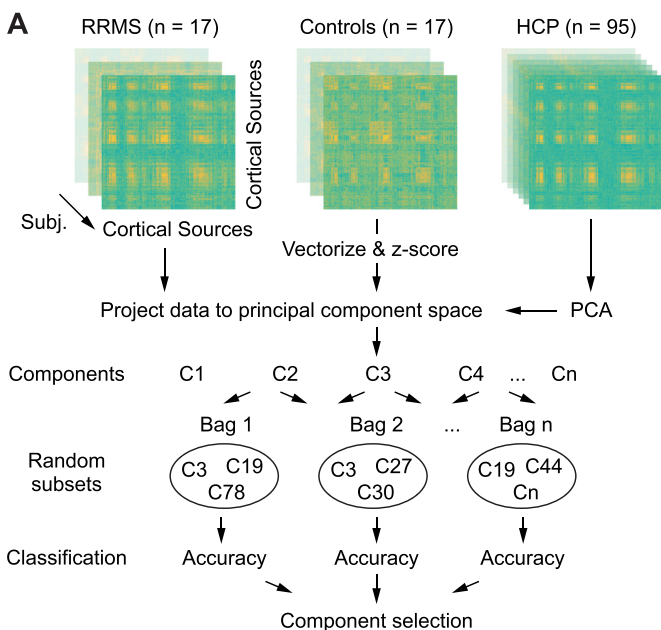 A
RRMS (n = 17) Controls (n = 17) HCP (n = 95)
Cortical Sources
Subj.
Cortical Sources
Vectorize & z-score
Project data to principal component space PCA
Components C1 C2 C3 C4 ... Cn
Bag 1 Bag 2 ... Bag n
Random subsets
C3 C19 C78
C3 C27 C30
C19 C44 Cn
Classification Accuracy Accuracy Accuracy
Component selection